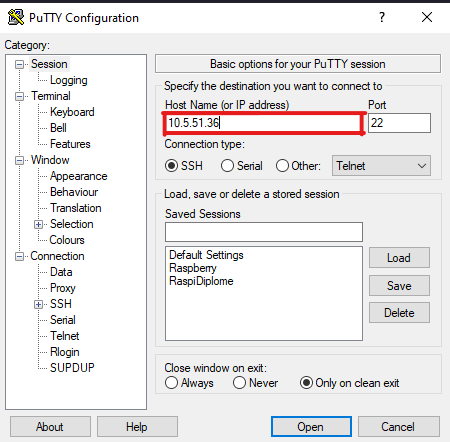 PuTTY Configuration
?
Category:
Session
Logging
Terminal
Keyboard
Bell
Features
Window
Appearance
Behaviour
Translation
Selection
Colours
Connection
Data
Proxy
SSH
Serial
Telnet
Rlogin
SUPDUP
Basic options for your PuTTY session
Specify the destination you want to connect to
Host Name (or IP address) Port
10.5.51.36 22
Connection type:
SSH Serial Other: Telnet
Load, save or delete a stored session
Saved Sessions
Default Settings
Raspberry
RaspiDiplome
Load
Save
Delete
Close window on exit:
Always Never Only on clean exit
About Help Open Cancel